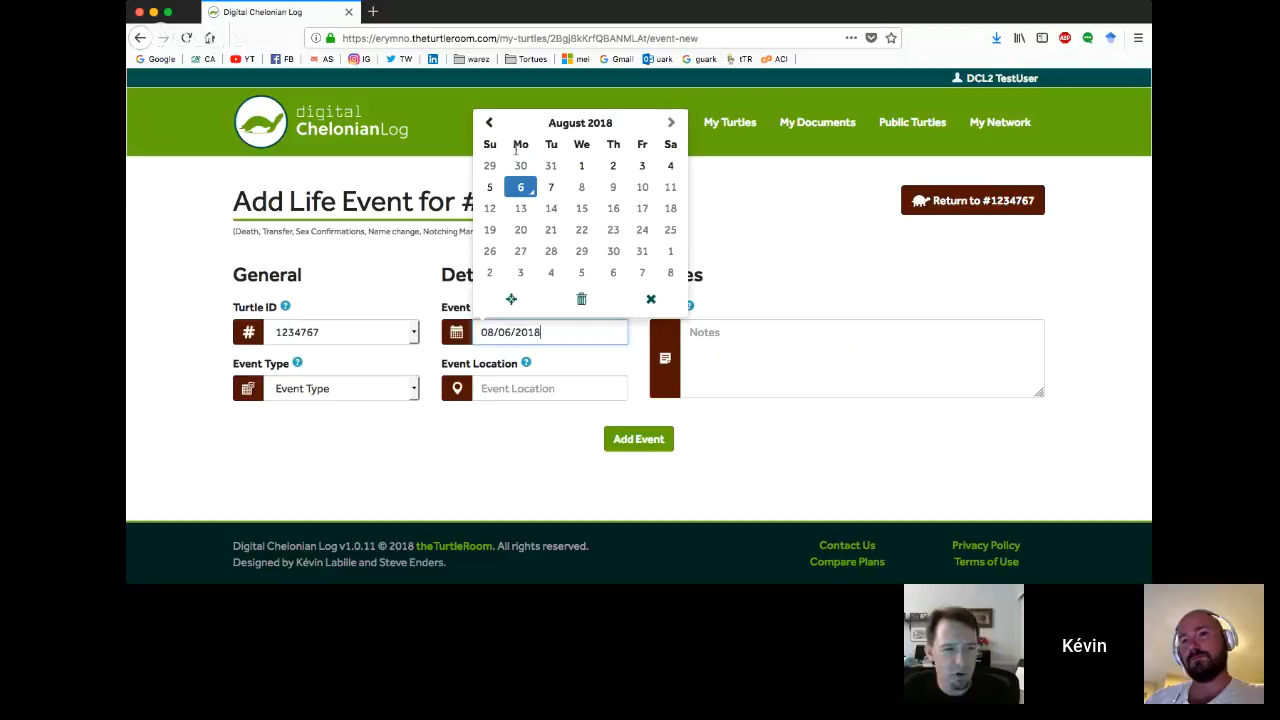 Digital Chelonian Log
https://erymno.theturtleroom.com/my-turtles/2Bgj8kKrfQBANMLAt/event-new
Google CA YT FB AS IG TW warez Tortues mel Gmail uark guark tTR ACI
DCL2 TestUser
digital
ChelonianLog
My Turtles My Documents Public Turtles My Network
August 2018
Su Mo Tu We Th Fr Sa
29 30 31 1 2 3 4
5 6 7 8 9 10 11
12 13 14 15 16 17 18
19 20 21 22 23 24 25
26 27 28 29 30 31 1
2 3 4 5 6 7 8
Add Life Event for #
Return to #1234767
(Death, Transfer, Sex Confirmations, Name change, Notching
General
Turtle ID
1234767
Event Type
Event Type
Event
08/06/2018
Event Location
Event Location
Notes
Add Event
Digital Chelonian Log v1.0.11 © 2018 theTurtleRoom. All rights reserved.
Designed by Kévin Labille and Steve Enders.
Contact Us
Compare Plans
Privacy Policy
Terms of Use
Kévin